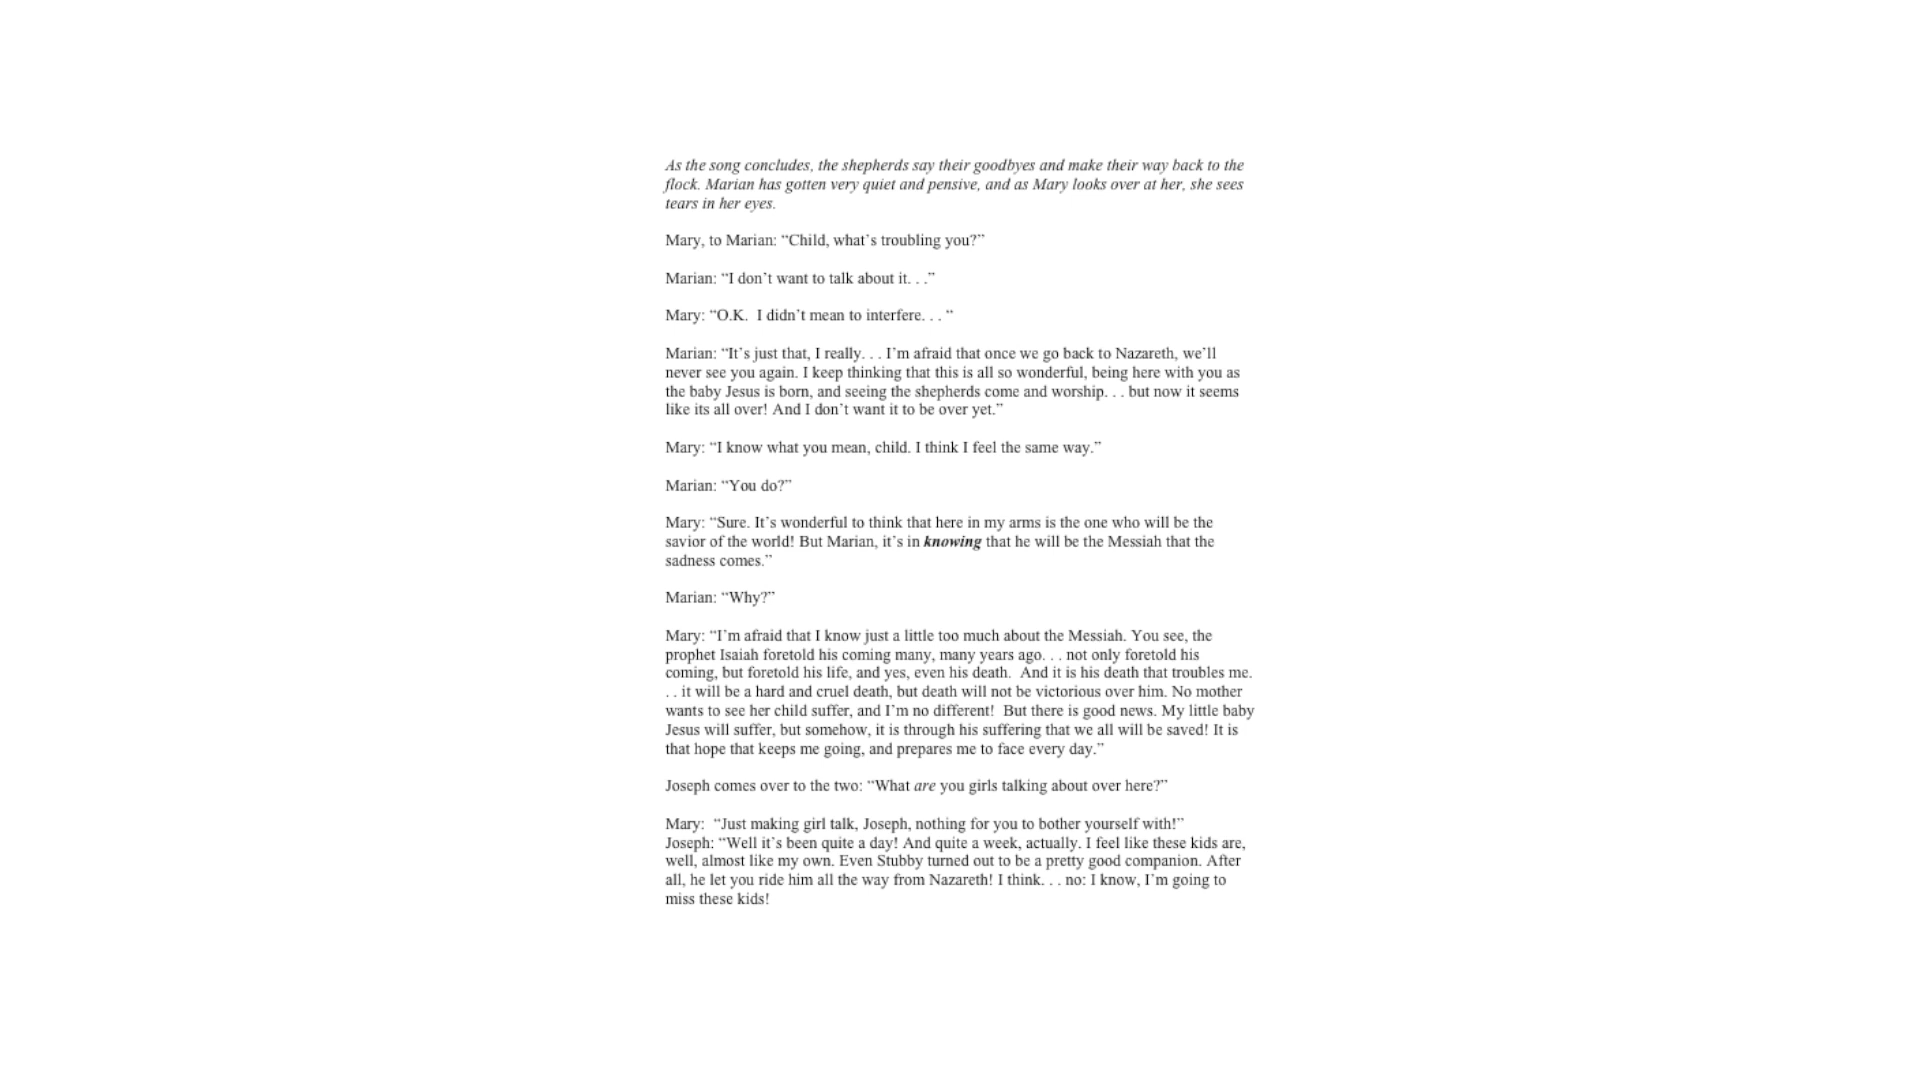 As the song concludes, the shepherds say their goodbyes and make their way back to the
flock. Marian has gotten very quiet and pensive, and as Mary looks over at her, she sees
tears in her eyes.
Mary, to Marian: “Child, what’s troubling you?”
Marian: “I don’t want to talk about it. . .”
Mary: “O.K.  I didn’t mean to interfere. . . “
Marian: “It’s just that, I really. . . I’m afraid that once we go back to Nazareth, we’ll
never see you again. I keep thinking that this is all so wonderful, being here with you as
the baby Jesus is born, and seeing the shepherds come and worship. . . but now it seems
like its all over! And I don’t want it to be over yet.”
Mary: “I know what you mean, child. I think I feel the same way.”
Marian: “You do?”
Mary: “Sure. It’s wonderful to think that here in my arms is the one who will be the
savior of the world! But Marian, it’s in knowing that he will be the Messiah that the
sadness comes.”
Marian: “Why?”
Mary: “I’m afraid that I know just a little too much about the Messiah. You see, the
prophet Isaiah foretold his coming many, many years ago. . . not only foretold his
coming, but foretold his life, and yes, even his death.  And it is his death that troubles me.
. . it will be a hard and cruel death, but death will not be victorious over him. No mother
wants to see her child suffer, and I’m no different!  But there is good news. My little baby
Jesus will suffer, but somehow, it is through his suffering that we all will be saved! It is
that hope that keeps me going, and prepares me to face every day.”
Joseph comes over to the two: “What are you girls talking about over here?”
Mary:  “Just making girl talk, Joseph, nothing for you to bother yourself with!”
Joseph: “Well it’s been quite a day! And quite a week, actually. I feel like these kids are,
well, almost like my own. Even Stubby turned out to be a pretty good companion. After
all, he let you ride him all the way from Nazareth! I think. . . no: I know, I’m going to
miss these kids!